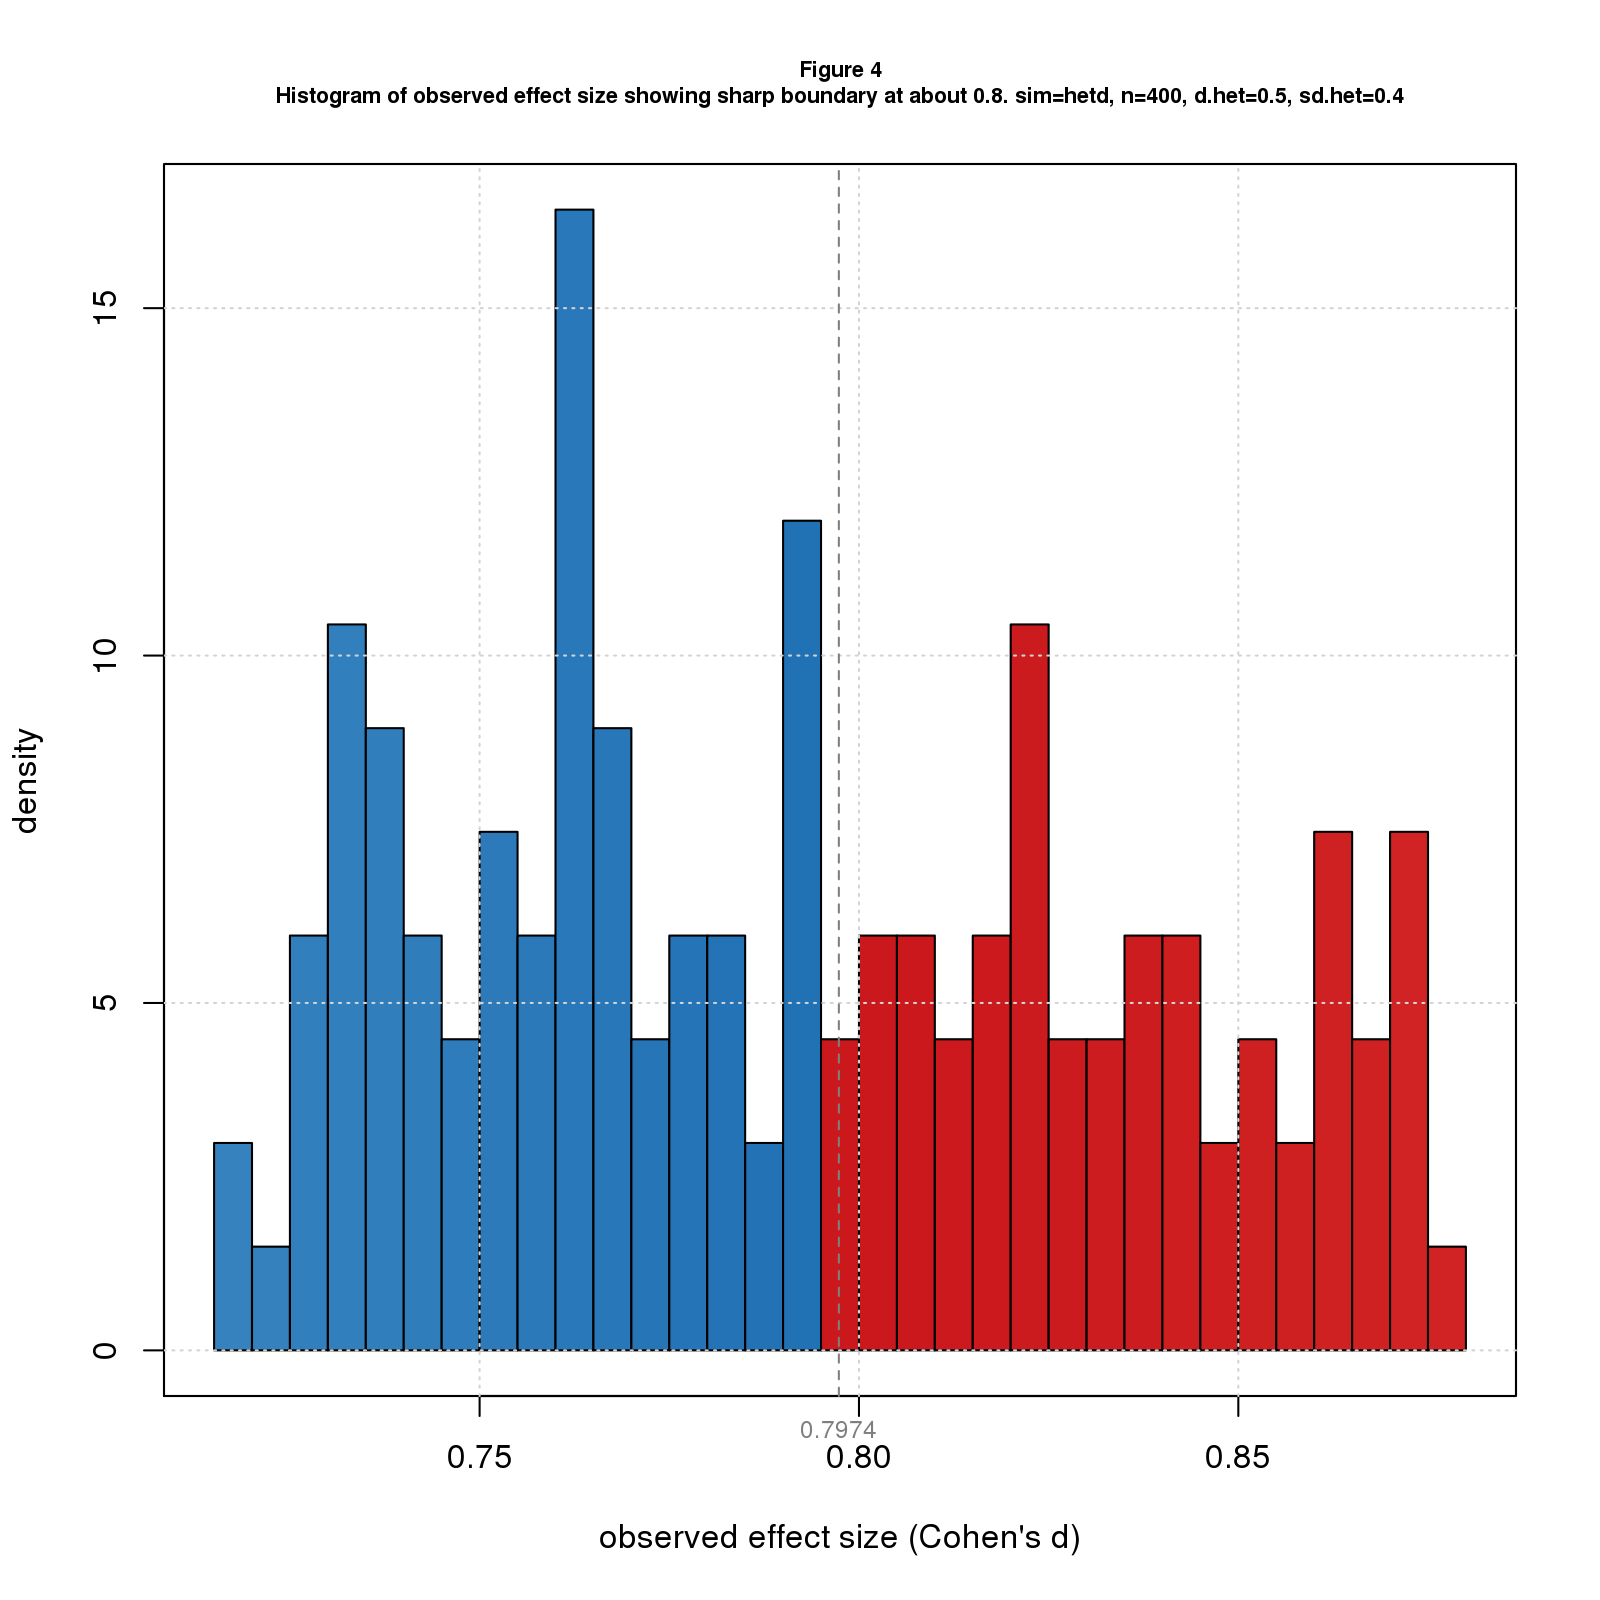 Figure 4
Histogram of observed effect size showing sharp boundary at about 0.8. sim=hetd, n=400, d.het=0.5, sd.het=0.4
15
10
density
5
0
0.7974
0.75 0.80 0.85
observed effect size (Cohen's d)